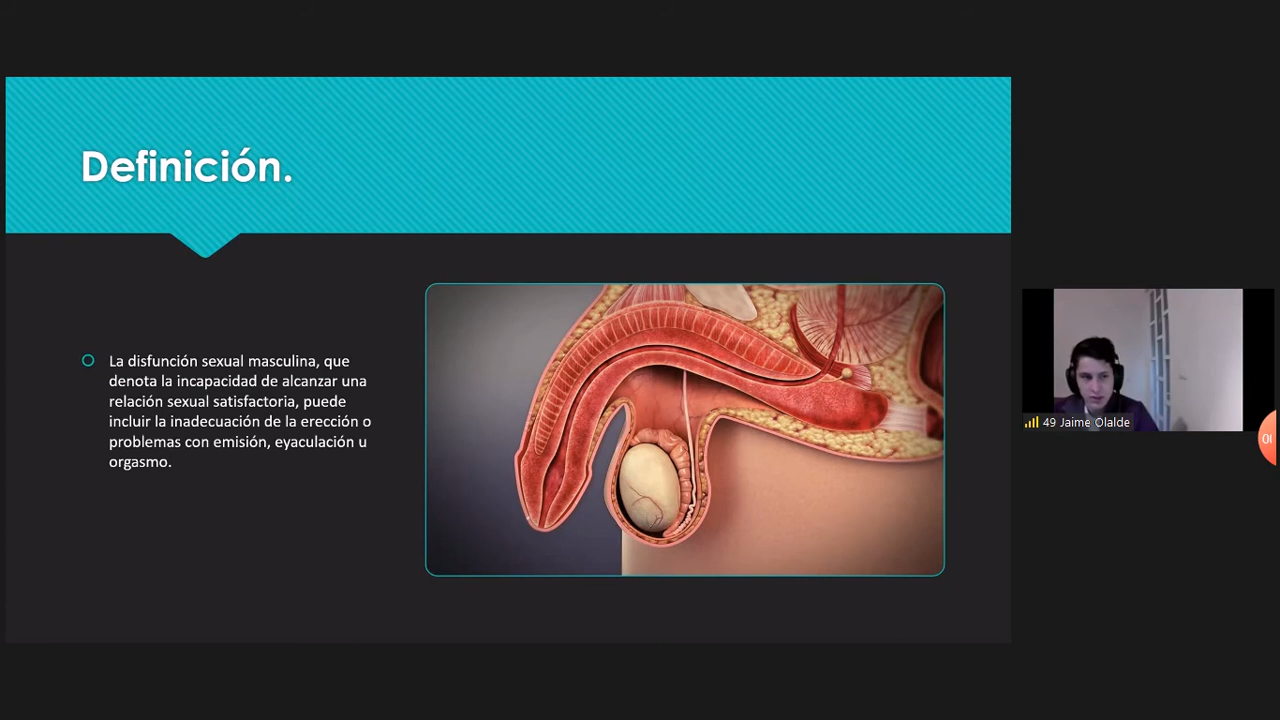 Definición.
La disfunción sexual masculina, que
denota la incapacidad de alcanzar una
relación sexual satisfactoria, puede
incluir la inadecuación de la erección o
problemas con emisión, eyaculación u
orgasmo.
49 Jaime Olalde